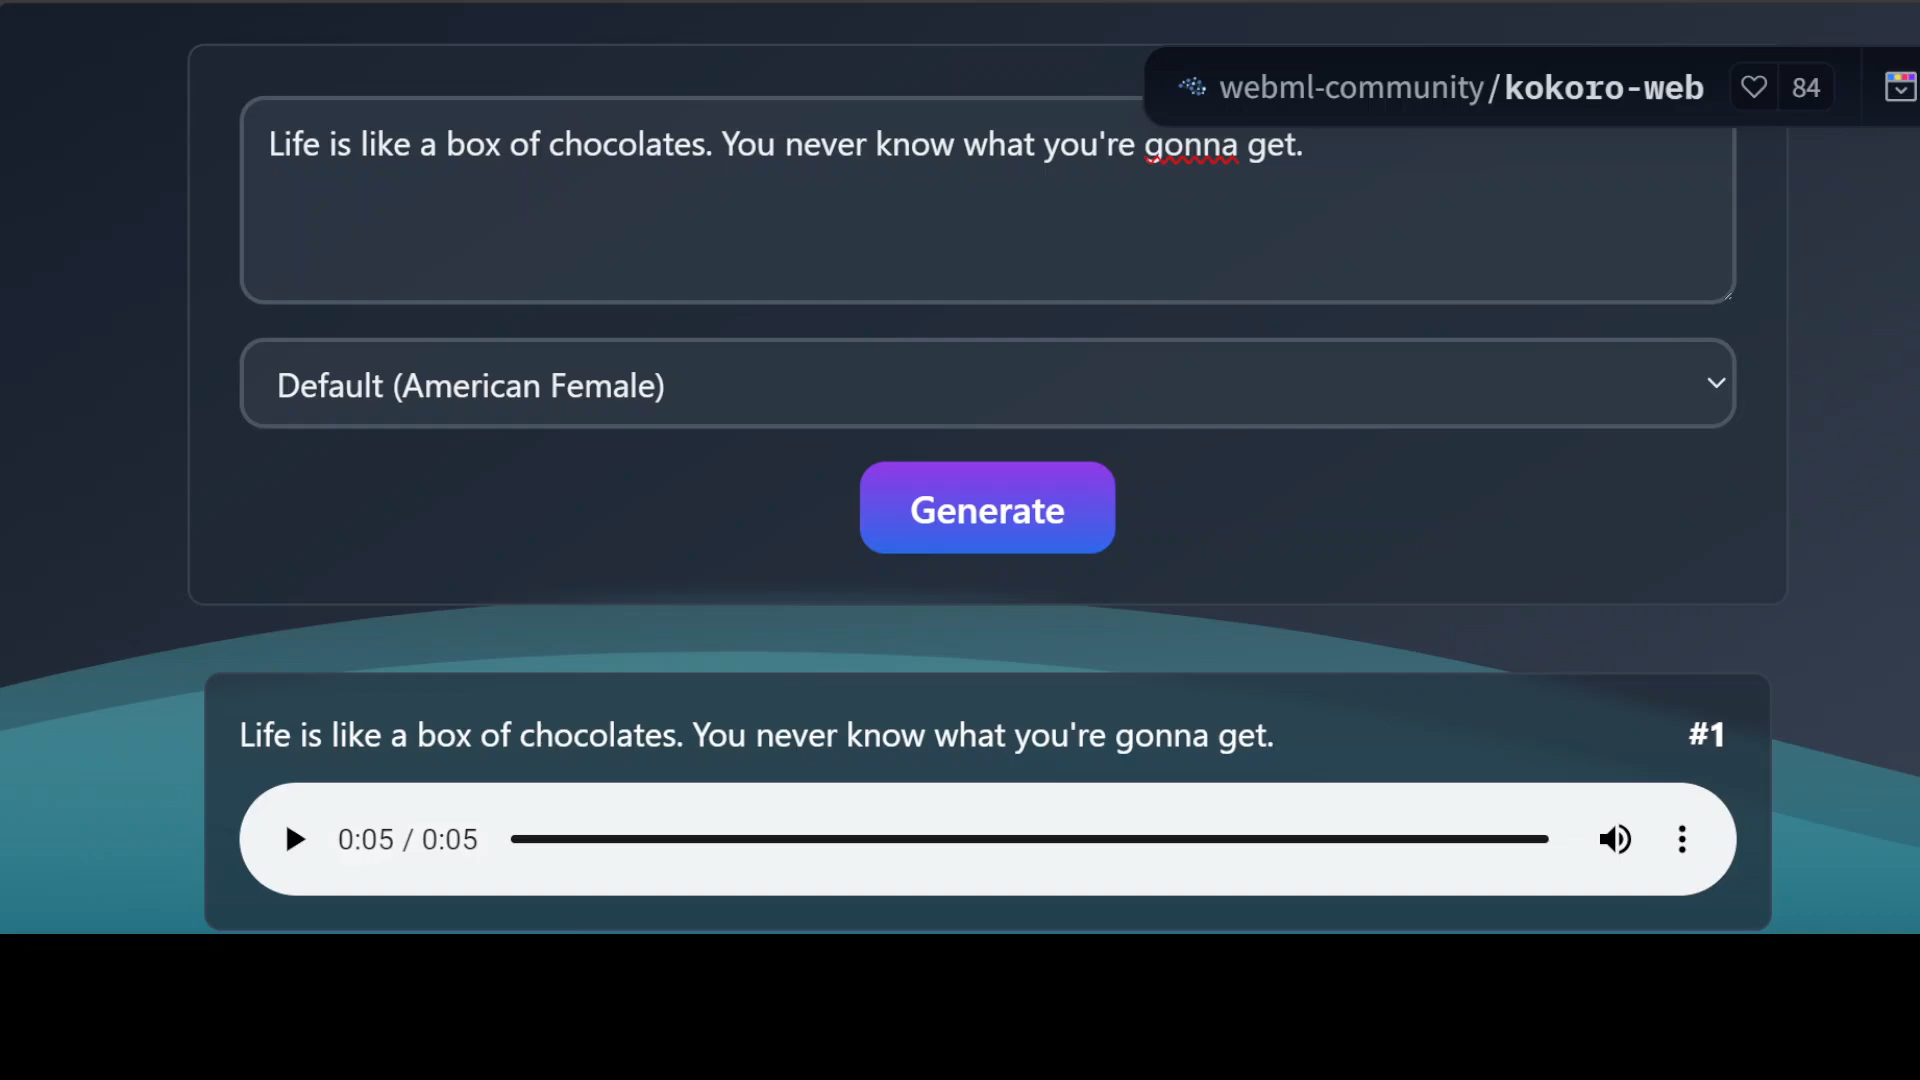 webml-community/kokoro-web 84
Life is like a box of chocolates. You never know what you're gonna get.
Default (American Female)
Generate
Life is like a box of chocolates. You never know what you're gonna get. #1
0:05 / 0:05